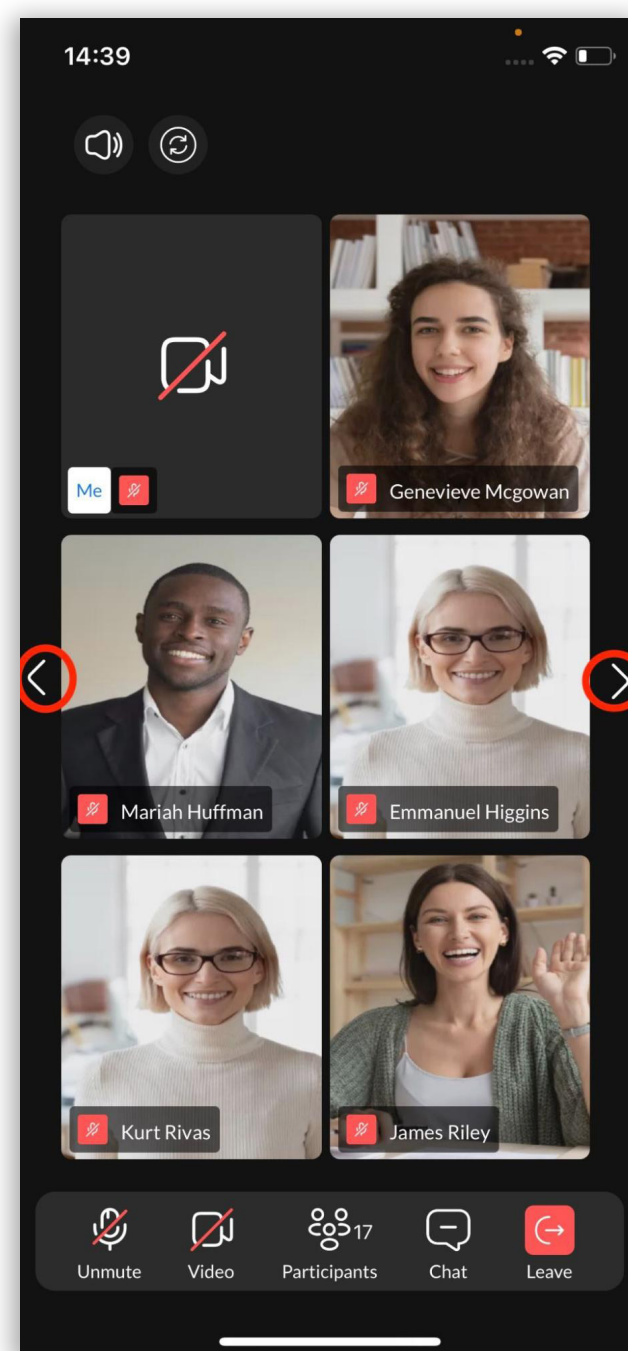 14:39
Me
Genevieve Mcgowan
Mariah Huffman
Emmanuel Higgins
Kurt Rivas
James Riley
17
Unmute Video Participants Chat Leave